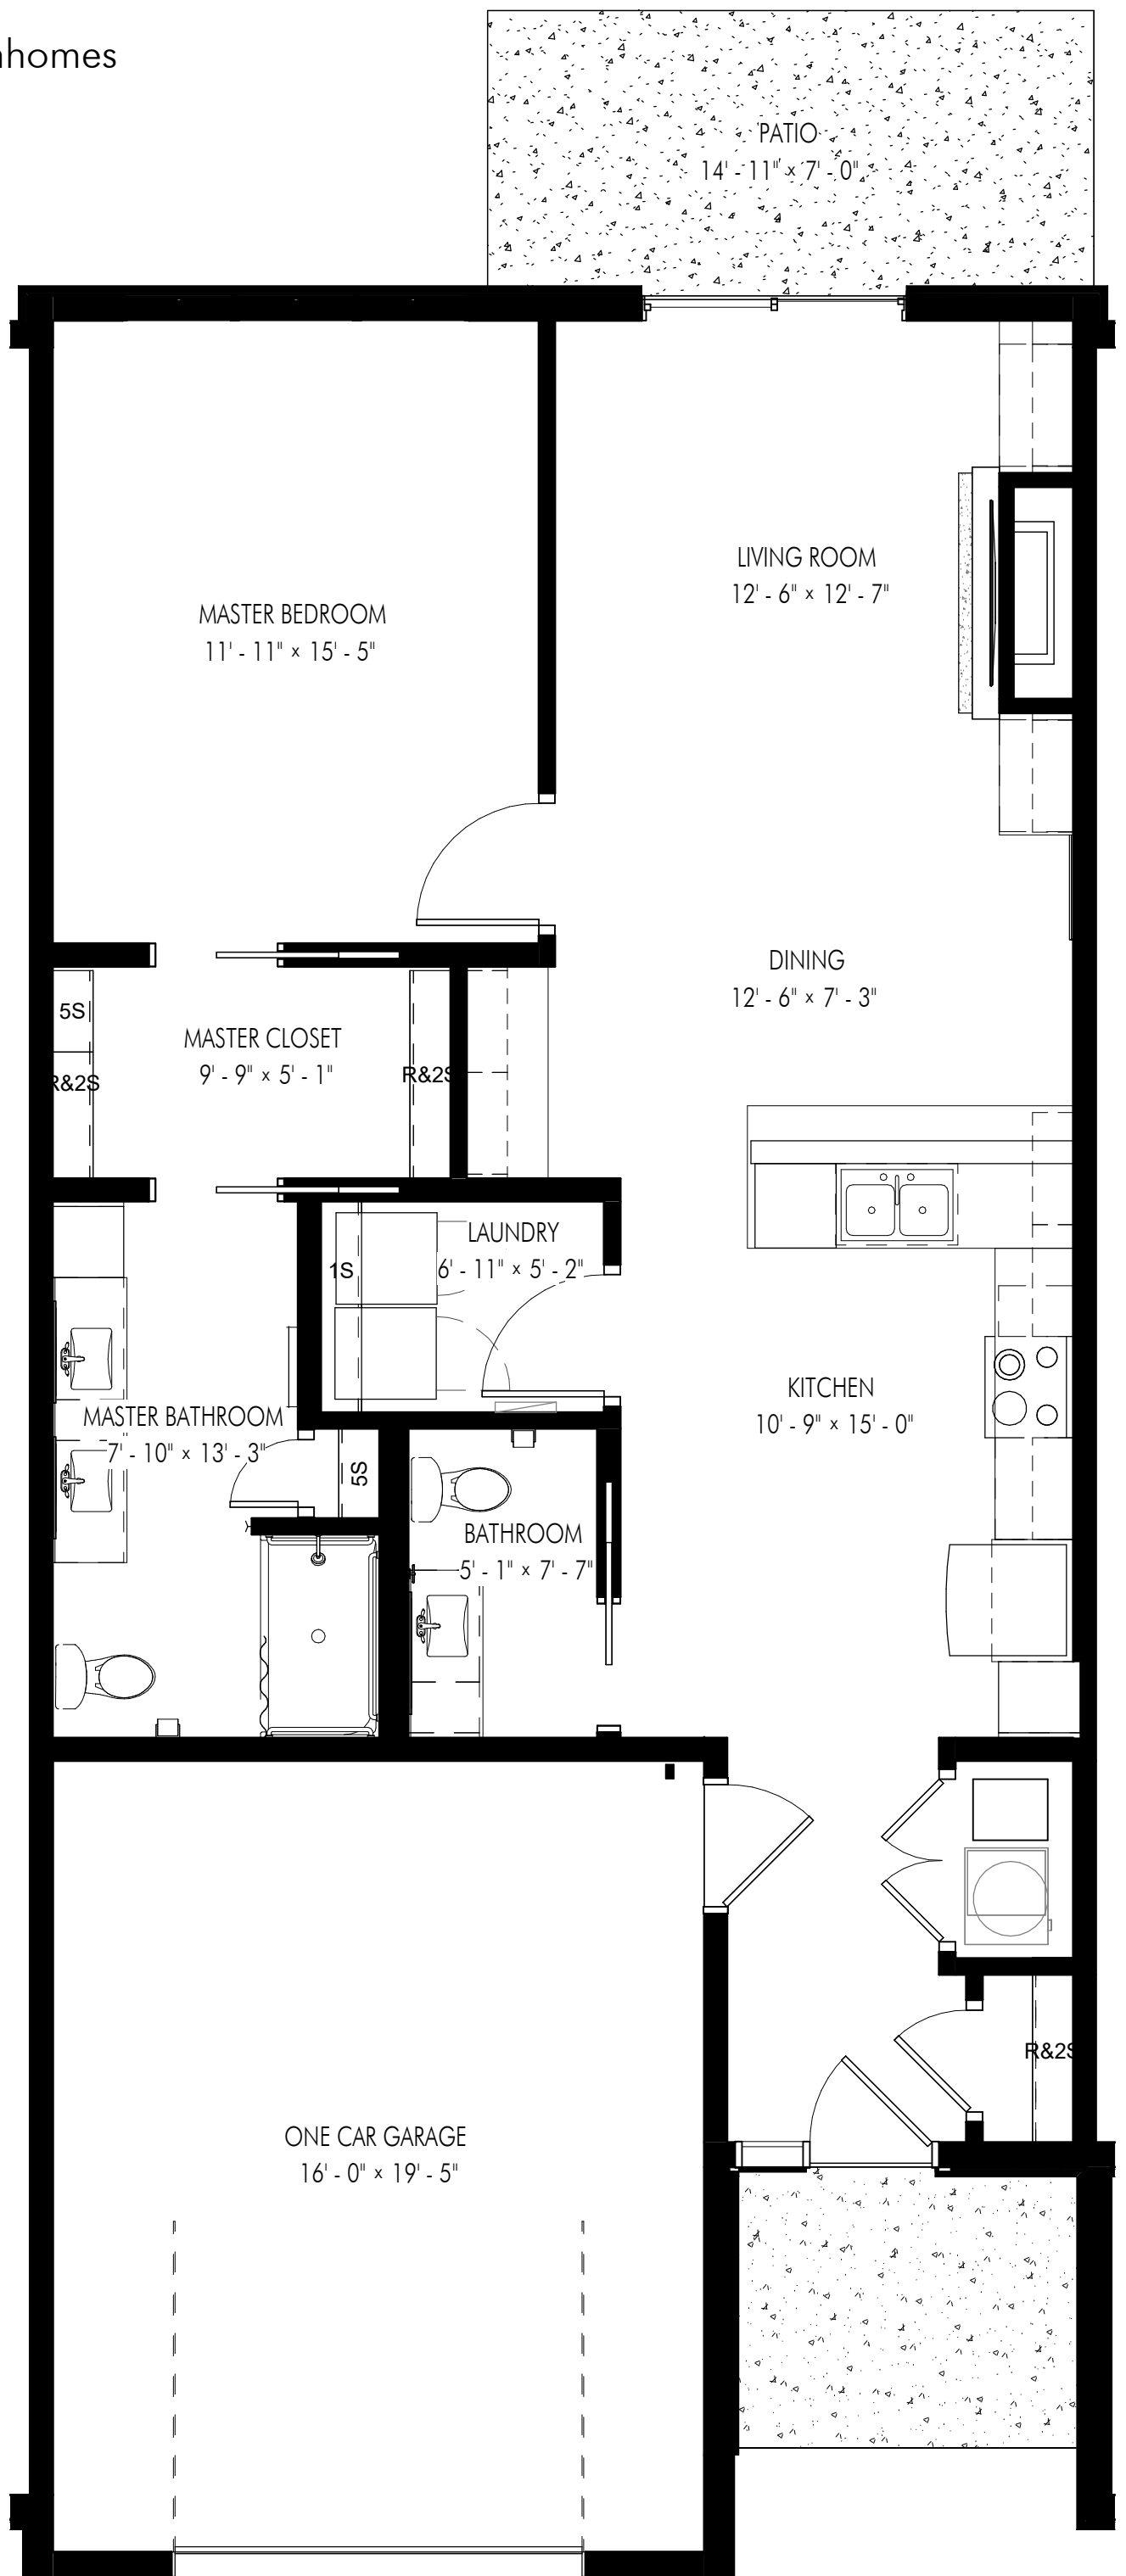 nhomes
PATIO
14' - 11" x 7' - 0"
LIVING ROOM
12' - 6" x 12' - 7"
MASTER BEDROOM
11' - 11" x 15' - 5"
DINING
12' - 6" x 7' - 3"
5S
MASTER CLOSET
9' - 9" x 5' - 1"
R&2S
R&2S
LAUNDRY
6' - 11" x 5' - 2"
1S
KITCHEN
10' - 9" x 15' - 0"
MASTER BATHROOM
7' - 10" x 13' - 3"
5S
BATHROOM
5' - 1" x 7' - 7"
R&2S
ONE CAR GARAGE
16' - 0" x 19' - 5"